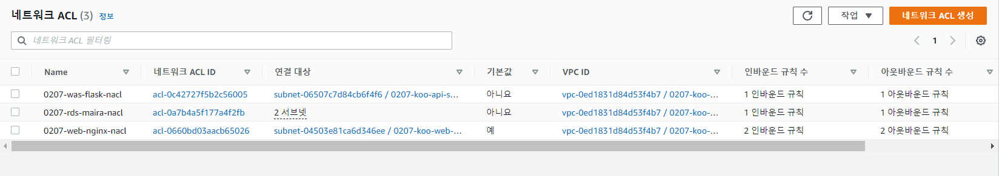 네트워크 ACL (3) 정보
작업 ▼ 네트워크 ACL 생성
네트워크 ACL 필터링
1
Name 네트워크 ACL ID 연결 대상 기본값 VPC ID 인바운드 규칙 수 아웃바운드 규칙 수
0207-was-flask-nacl acl-0c42727f5b2c56005 subnet-06507c7d84cb6f4f6 / 0207-koo-api-s... 아니요 vpc-0ed1831d84d53f4b7 / 0207-koo-... 1 인바운드 규칙 1 아웃바운드 규칙
0207-rds-maira-nacl acl-0a7b4a5f177a4f2fb 2 서브넷 아니요 vpc-0ed1831d84d53f4b7 / 0207-koo-... 1 인바운드 규칙 1 아웃바운드 규칙
0207-web-nginx-nacl acl-0660bd03aacb65026 subnet-04503e81ca6d346ee / 0207-koo-web-... 예 vpc-0ed1831d84d53f4b7 / 0207-koo-... 2 인바운드 규칙 2 아웃바운드 규칙